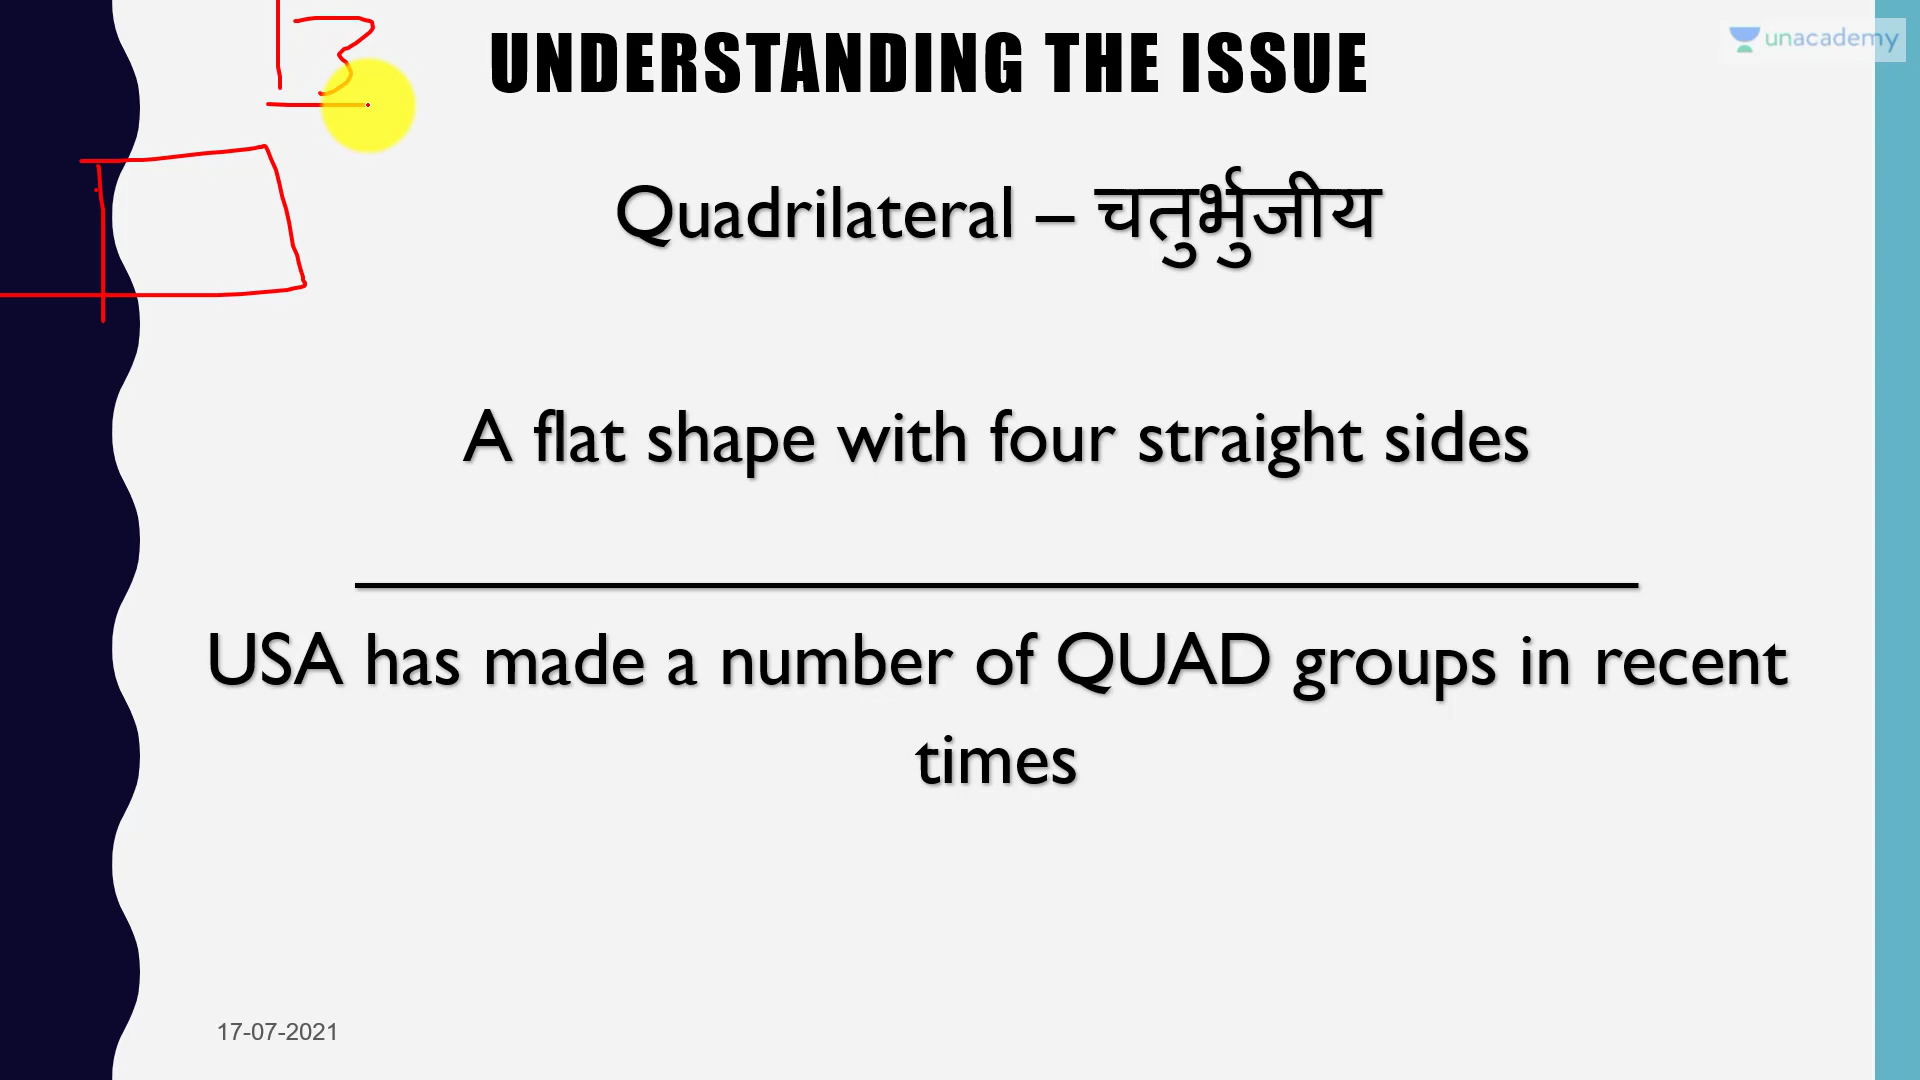 13
UNDERSTANDING THE ISSUE
unacademy
Quadrilateral – चतुर्भुजीय
A flat shape with four straight sides
USA has made a number of QUAD groups in recent
times
17-07-2021